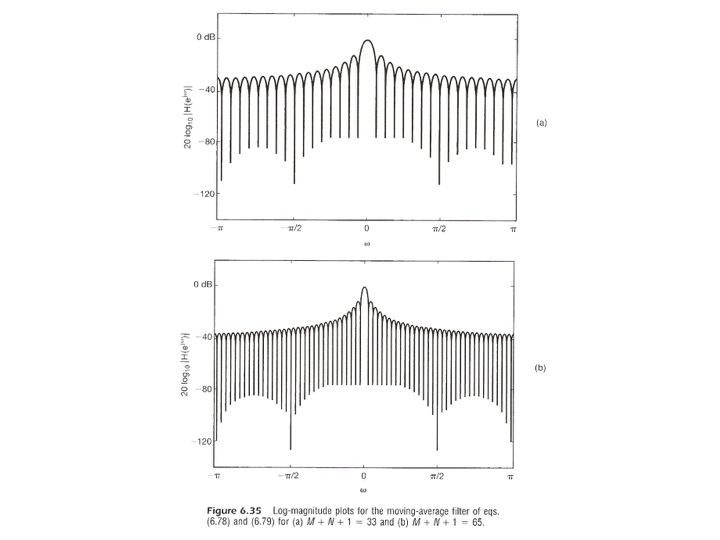 0 dB
−40
−80
−120
20 log₁₀ |H(e^jω)|
−π
−π/2
0
π/2
π
ω
(a)
0 dB
−40
−80
−120
20 log₁₀ |H(e^jω)|
−π
−π/2
0
π/2
π
ω
(b)
Figure 6.35 Log-magnitude plots for the moving-average filter of eqs.
(6.78) and (6.79) for (a) M + N + 1 = 33 and (b) M + N + 1 = 65.